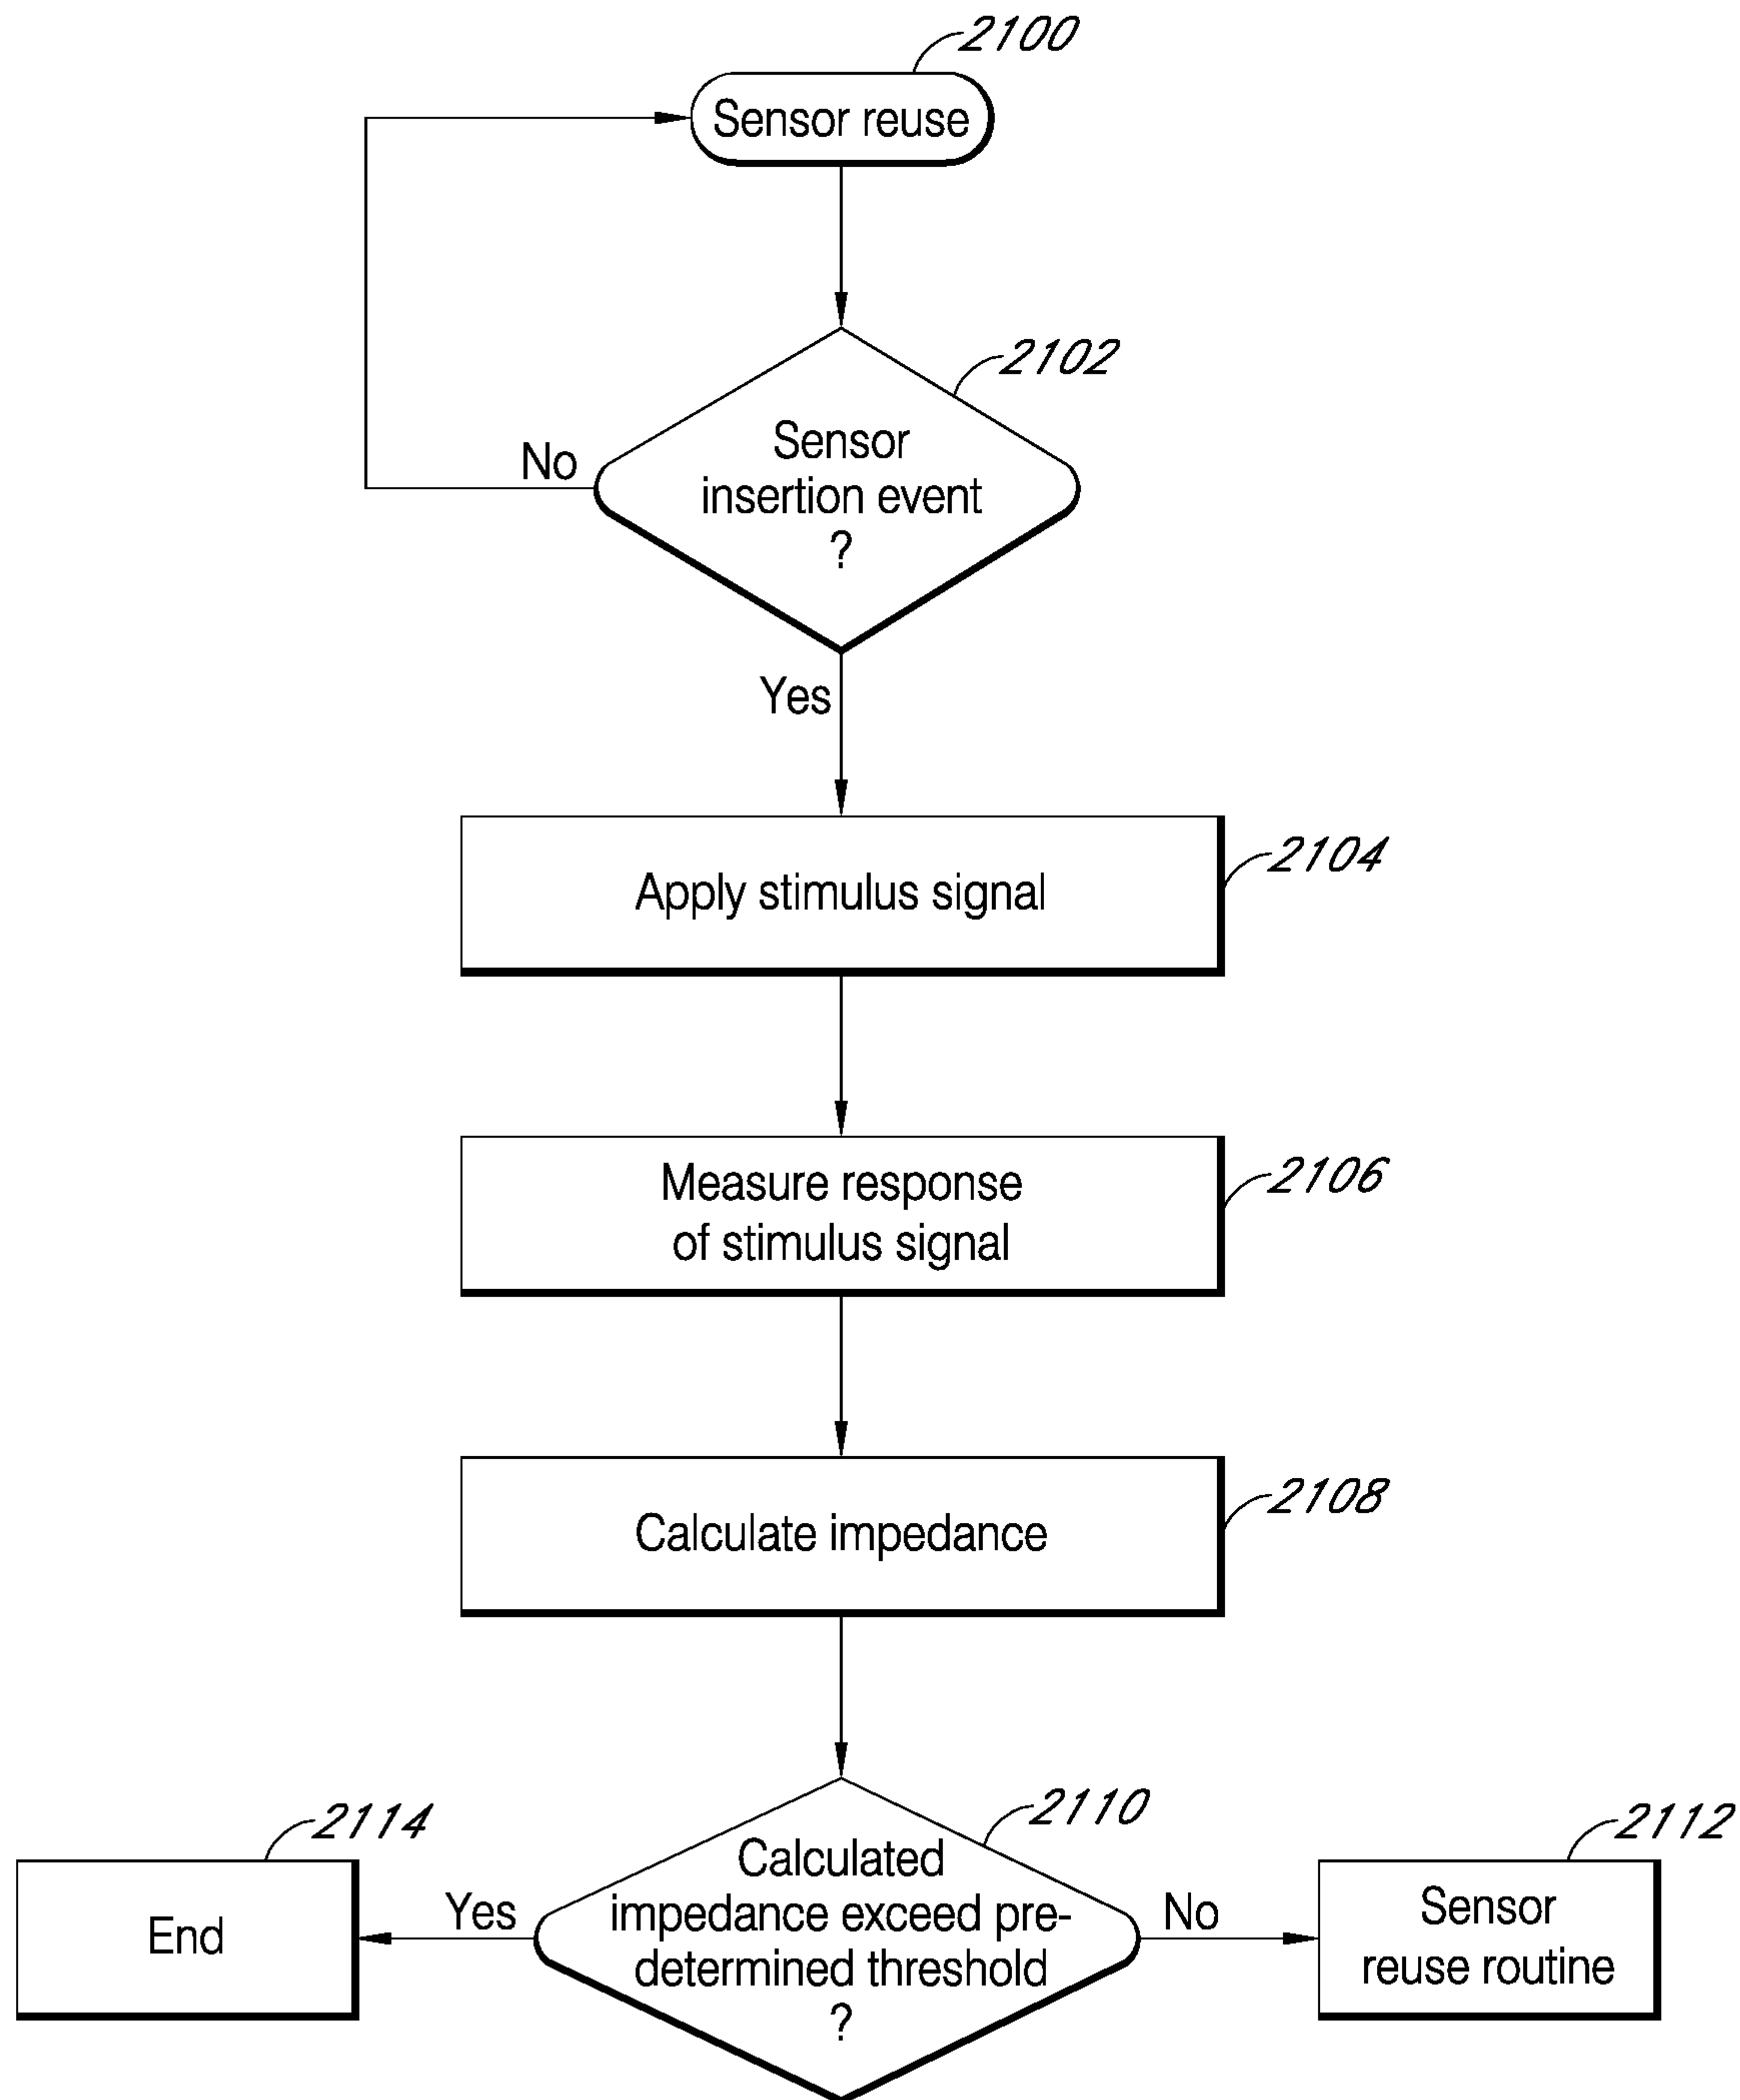 2100
Sensor reuse
2102
Sensor
insertion event
?
No
Yes
2104
Apply stimulus signal
2106
Measure response
of stimulus signal
2108
Calculate impedance
2114
2110
2112
End
Yes
Calculated
impedance exceed pre-
determined threshold
?
No
Sensor
reuse routine